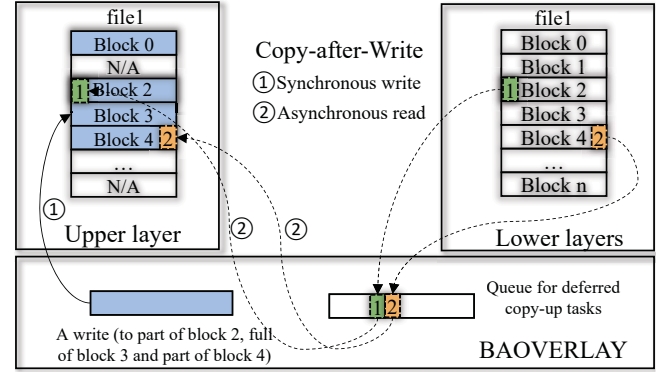 file1
Block 0
N/A
1
Block 2
Block 3
Block 4
2
...
N/A
Upper layer
Copy-after-Write
①Synchronous write
②Asynchronous read
file1
Block 0
Block 1
1
Block 2
Block 3
Block 4
2
...
Block n
Lower layers
①
②
②
A write (to part of block 2, full
of block 3 and part of block 4)
1 2
Queue for deferred
copy-up tasks
BAOVERLAY